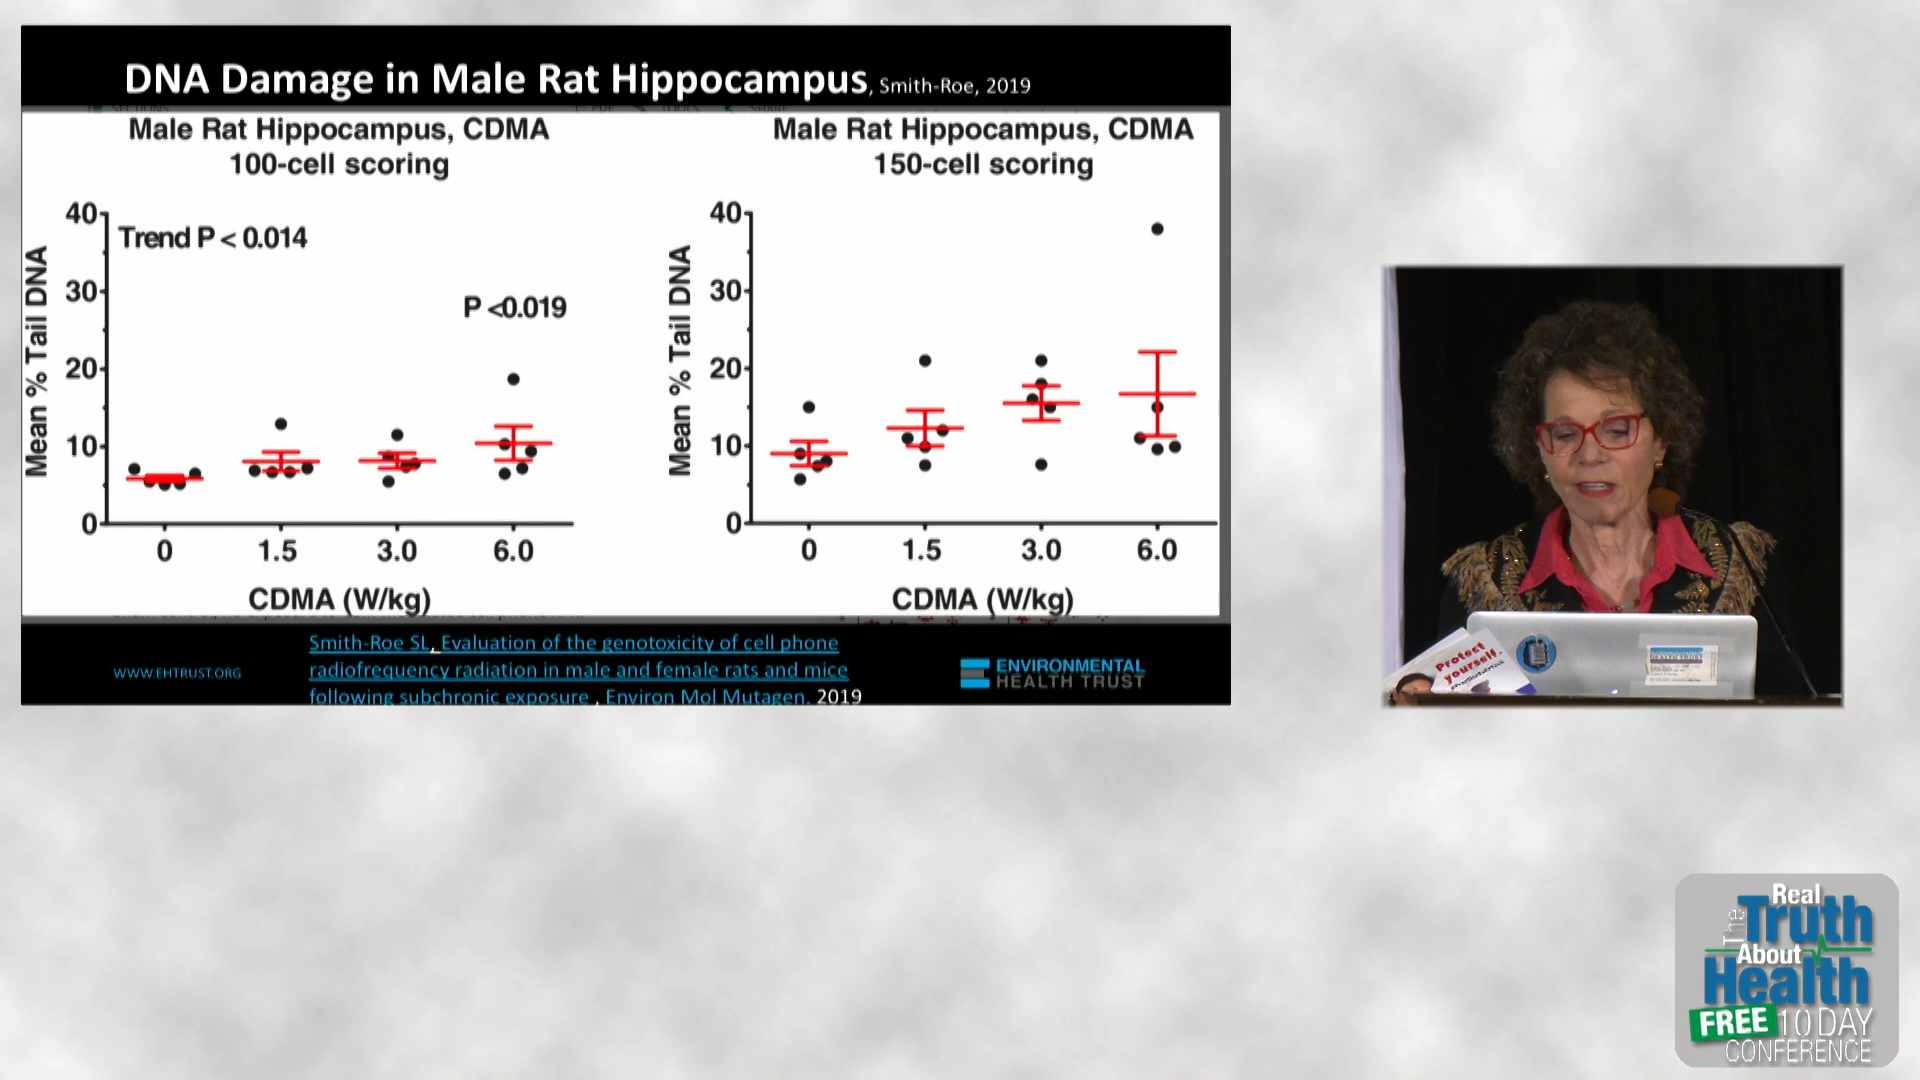 DNA Damage in Male Rat Hippocampus, Smith-Roe, 2019
Male Rat Hippocampus, CDMA
100-cell scoring
40
30
20
10
0
Mean % Tail DNA
Trend P < 0.014
P <0.019
0 1.5 3.0 6.0
CDMA (W/kg)
Male Rat Hippocampus, CDMA
150-cell scoring
40
30
20
10
0
Mean % Tail DNA
0 1.5 3.0 6.0
CDMA (W/kg)
WWW.EHTRUST.ORG
Smith-Roe SL, Evaluation of the genotoxicity of cell phone
radiofrequency radiation in male and female rats and mice
following subchronic exposure , Environ Mol Mutagen. 2019
ENVIRONMENTAL
HEALTH TRUST
Protect
yourself
The Real
Truth
About
Health
FREE 10 DAY
CONFERENCE